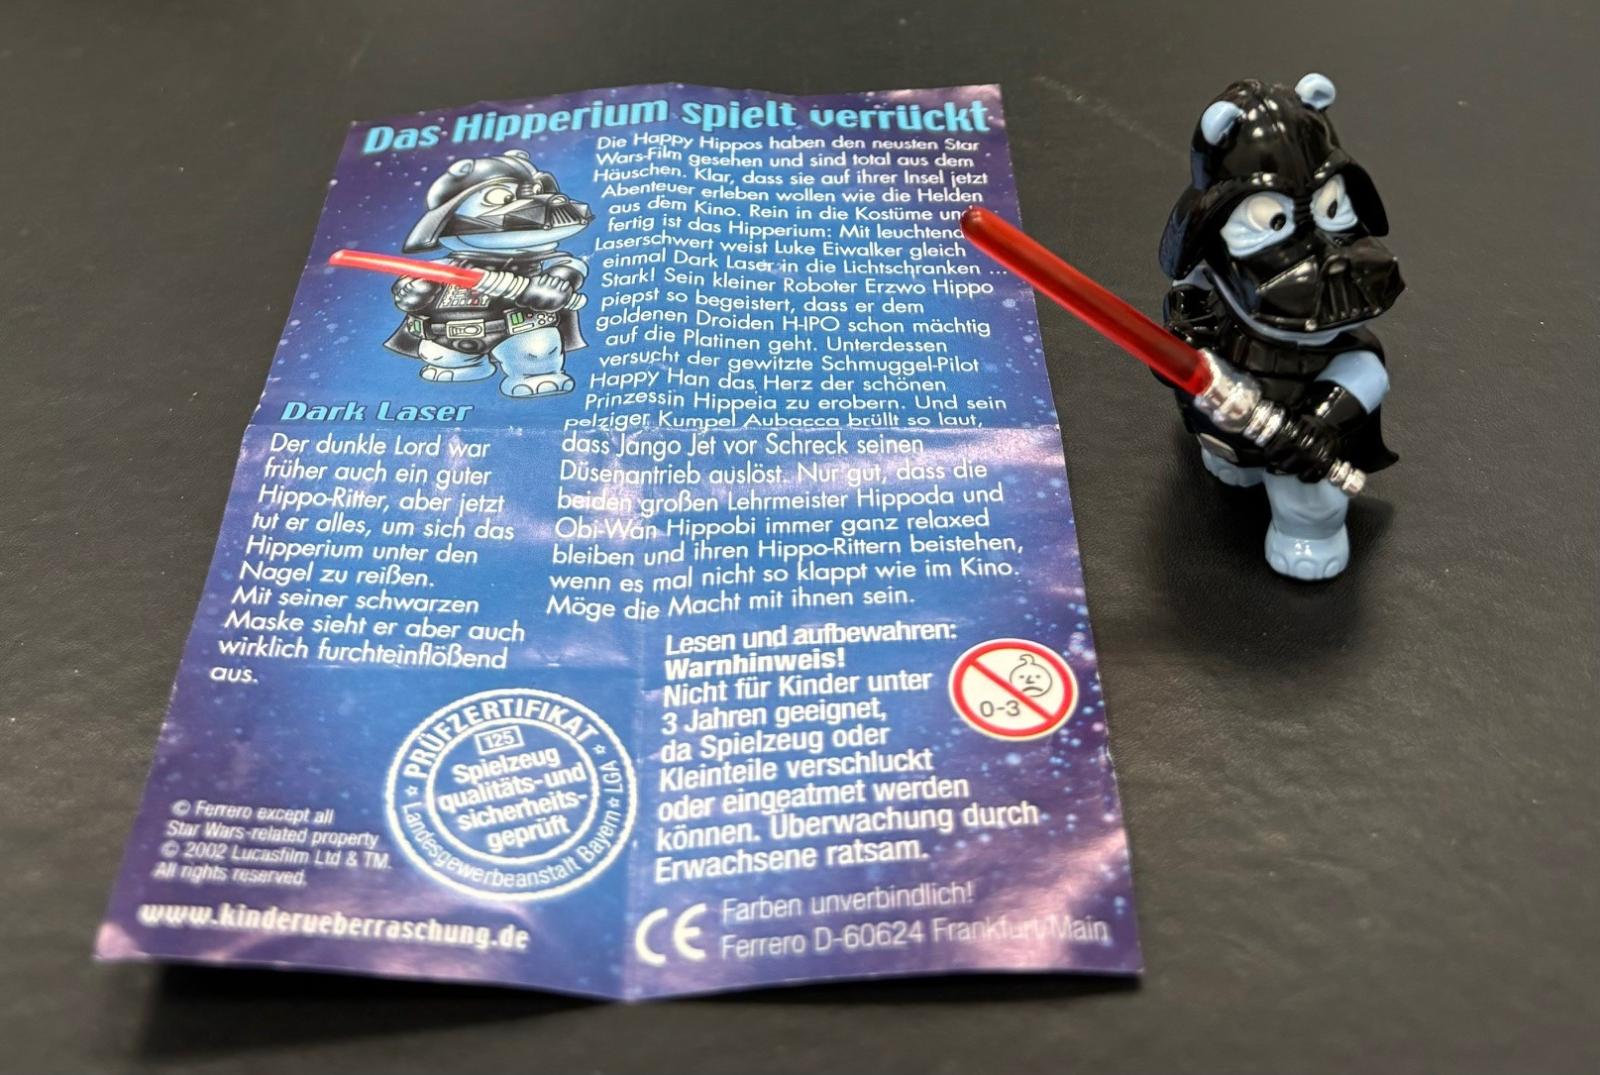 Das Hipperium spielt verrückt
Die Happy Hippos haben den neusten Star
Wars-Film gesehen und sind total aus dem
Häuschen. Klar, dass sie auf ihrer Insel jetzt
Abenteuer erleben wollen wie die Helden
aus dem Kino. Rein in die Kostüme
fertig ist das Hipperium: Mit
Laserschwert weist Luke Eiwalker gleich
einmal Dark Laser in die Lichtschranken ...
Stark! Sein kleiner Roboter Erzwo Hippo
piepst so begeistert, dass er dem
goldenen Droiden H-IPO schon mächtig
auf die Platinen geht. Unterdessen
versucht der gewitzte Schmuggel-Pilot
Happy Han das Herz der schönen
Prinzessin Hippeia zu erobern. Und sein
pelziger Kumpel Aubacca brüllt so laut,
dass Jango Jet vor Schreck seinen
Düsenantrieb auslöst. Nur gut, dass die
beiden großen Lehrmeister Hippoda und
Obi-Wan Hippobi immer ganz relaxed
bleiben und ihren Hippo-Rittern beistehen,
wenn es mal nicht so klappt wie im Kino.
Möge die Macht mit ihnen sein.
Dark Laser
Der dunkle Lord war
früher auch ein guter
Hippo-Ritter, aber jetzt
tut er alles, um sich das
Hipperium unter den
Nagel zu reißen.
Mit seiner schwarzen
Maske sieht er aber auch
wirklich furchteinflößend
aus.
Lesen und aufbewahren:
Warnhinweis!
Nicht für Kinder unter
3 Jahren geeignet,
da Spielzeug oder
Kleinteile verschluckt
oder eingeatmet werden
können. Überwachung durch
Erwachsene ratsam.
0-3
PRÜFZERTIFIKAT
125
Spielzeug
qualitäts- und
sicherheits-
geprüft
Landesgewerbeanstalt Bayern ★ LGA ★
© Ferrero except all
Star Wars-related property
© 2002 Lucasfilm Ltd & TM.
All rights reserved.
www.kinderueberraschung.de
CE
Farben unverbindlich!
Ferrero D-60624 Frankfurt/Main